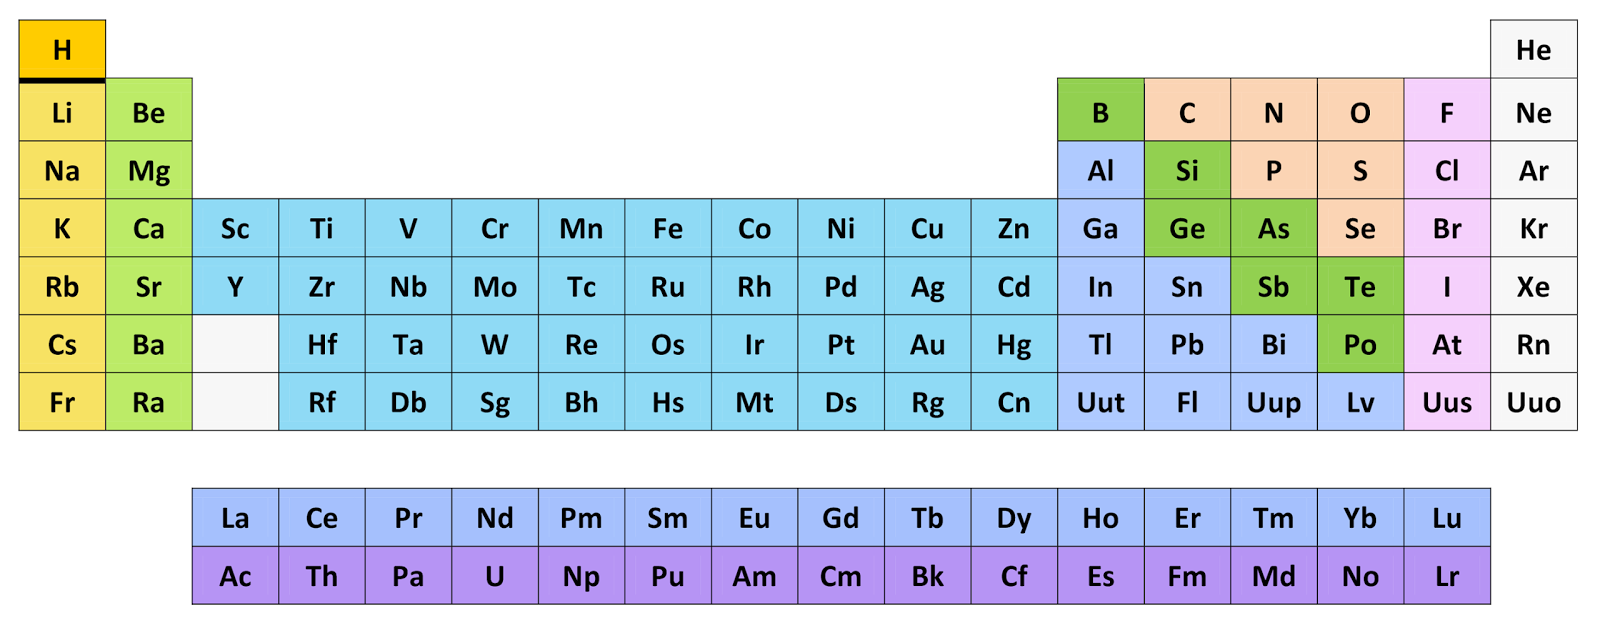 H He
Li Be B C N O F Ne
Na Mg Al Si P S Cl Ar
K Ca Sc Ti V Cr Mn Fe Co Ni Cu Zn Ga Ge As Se Br Kr
Rb Sr Y Zr Nb Mo Tc Ru Rh Pd Ag Cd In Sn Sb Te I Xe
Cs Ba Hf Ta W Re Os Ir Pt Au Hg Tl Pb Bi Po At Rn
Fr Ra Rf Db Sg Bh Hs Mt Ds Rg Cn Uut Fl Uup Lv Uus Uuo
La Ce Pr Nd Pm Sm Eu Gd Tb Dy Ho Er Tm Yb Lu
Ac Th Pa U Np Pu Am Cm Bk Cf Es Fm Md No Lr